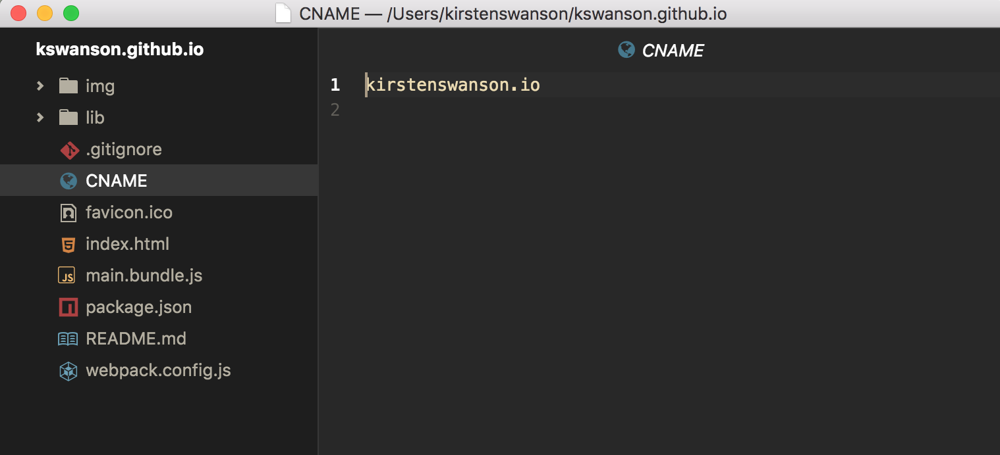 CNAME — /Users/kirstenswanson/kswanson.github.io
kswanson.github.io
img
lib
.gitignore
CNAME
favicon.ico
index.html
JS main.bundle.js
package.json
README.md
webpack.config.js
CNAME
1 kirstenswanson.io
2